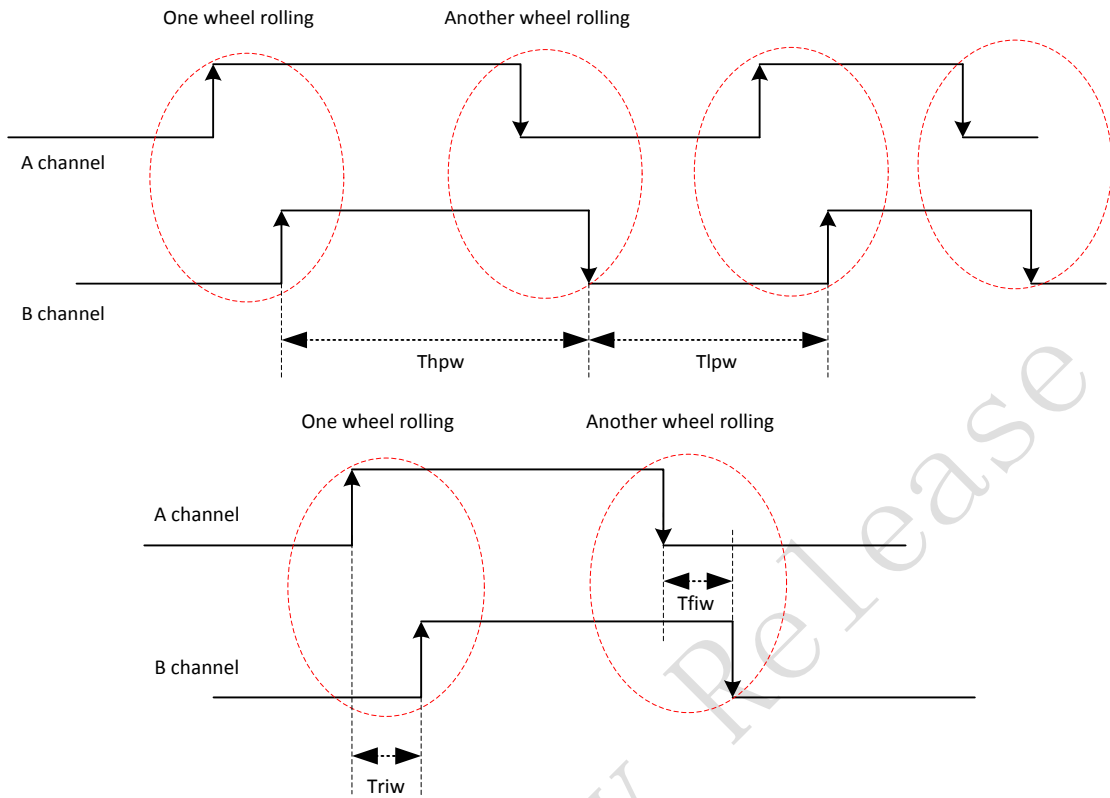 One wheel rolling
Another wheel rolling
A channel
B channel
Thpw
Tlpw
One wheel rolling
Another wheel rolling
A channel
Tfiw
B channel
Triw
Release